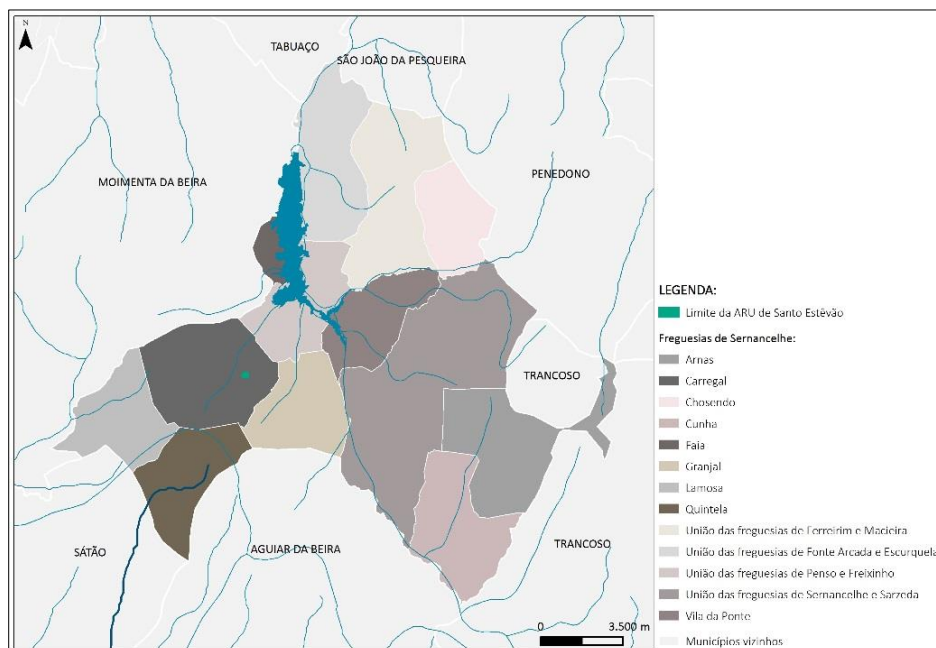 N
TABUAÇO
SÃO JOÃO DA PESQUEIRA
MOIMENTA DA BEIRA
PENEDONO
TRANCOSO
SÁTÃO
AGUIAR DA BEIRA
TRANCOSO
0 3.500 m
LEGENDA:
Limite da ARU de Santo Estêvão
Freguesias de Sernancelhe:
Arnas
Carregal
Chosendo
Cunha
Faia
Granjal
Lamosa
Quintela
União das freguesias de Ferreirim e Macieira
União das freguesias de Fonte Arcada e Escurquela
União das freguesias de Penso e Freixinho
União das freguesias de Sernancelhe e Sarzeda
Vila da Ponte
Municípios vizinhos